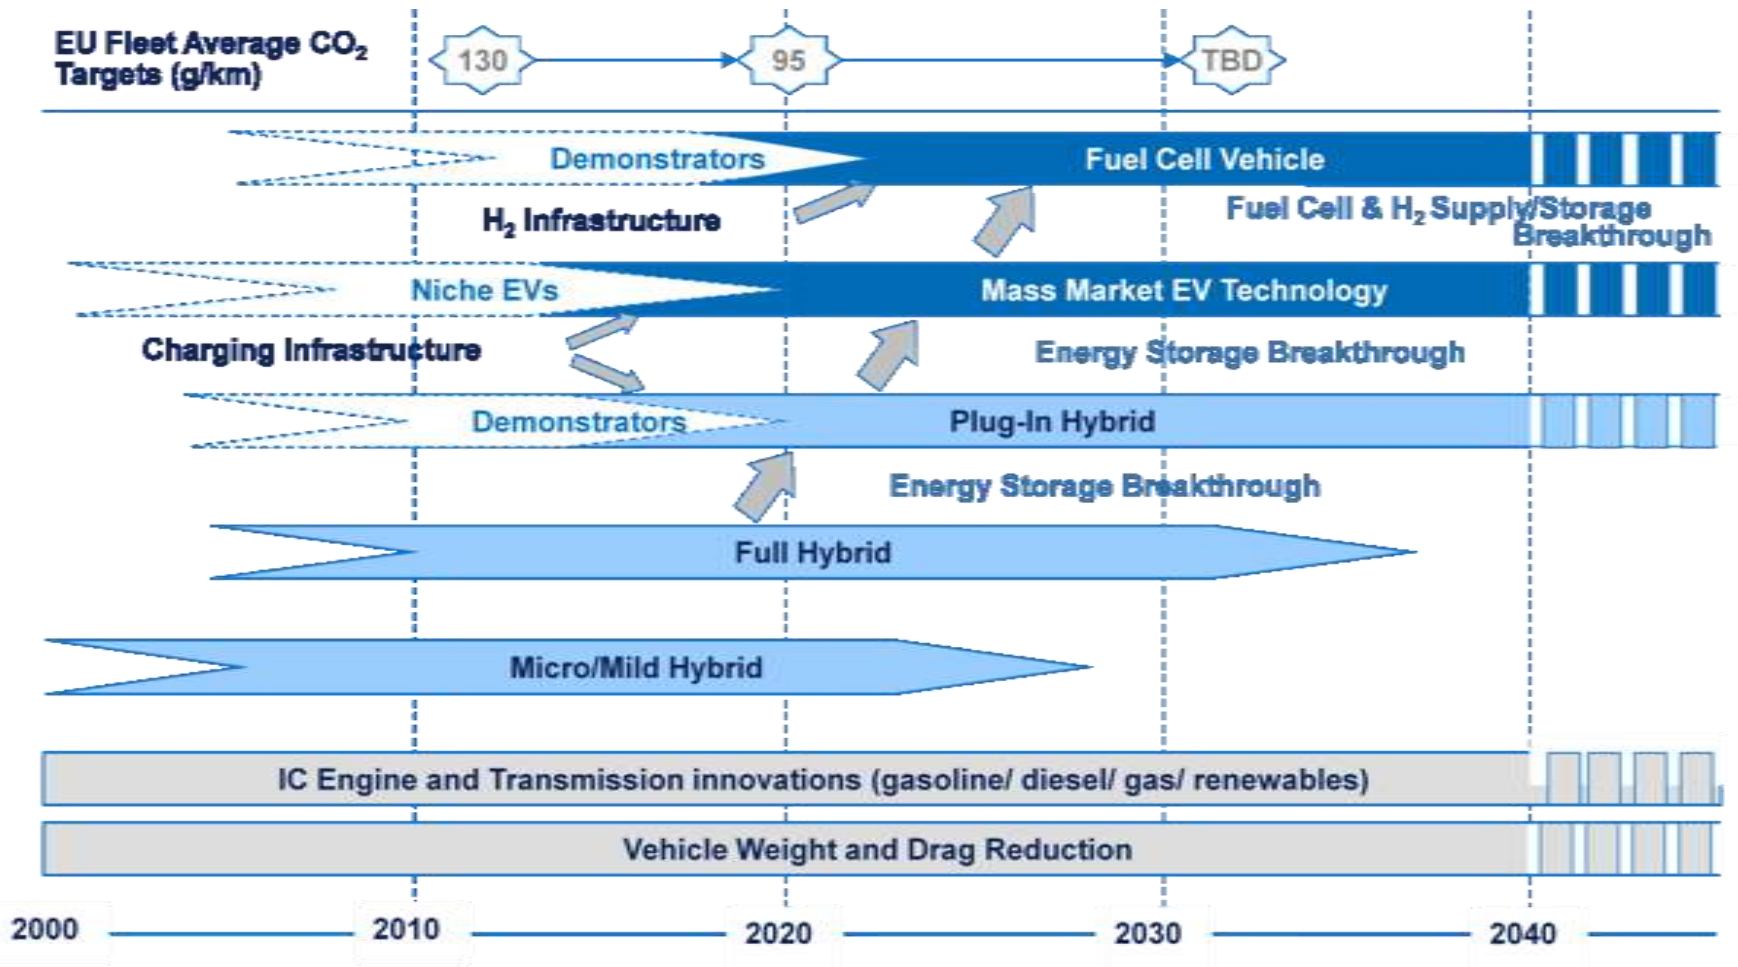 EU Fleet Average CO₂
Targets (g/km)
130
95
TBD
Demonstrators
Fuel Cell Vehicle
H₂ Infrastructure
Fuel Cell & H₂ Supply/Storage
Breakthrough
Niche EVs
Mass Market EV Technology
Charging Infrastructure
Energy Storage Breakthrough
Demonstrators
Plug-In Hybrid
Energy Storage Breakthrough
Full Hybrid
Micro/Mild Hybrid
IC Engine and Transmission innovations (gasoline/ diesel/ gas/ renewables)
Vehicle Weight and Drag Reduction
2000
2010
2020
2030
2040